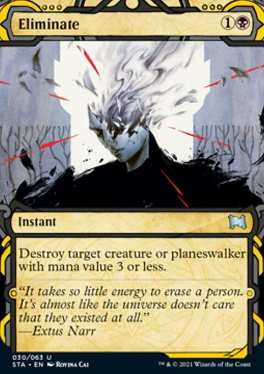 Eliminate 1
Instant
Destroy target creature or planeswalker
with mana value 3 or less.
“It takes so little energy to erase a person.
It’s almost like the universe doesn’t care
that they existed at all.”
—Extus Narr
030/063 U
STA • EN ROVINA CAI
™ & © 2021 Wizards of the Coast